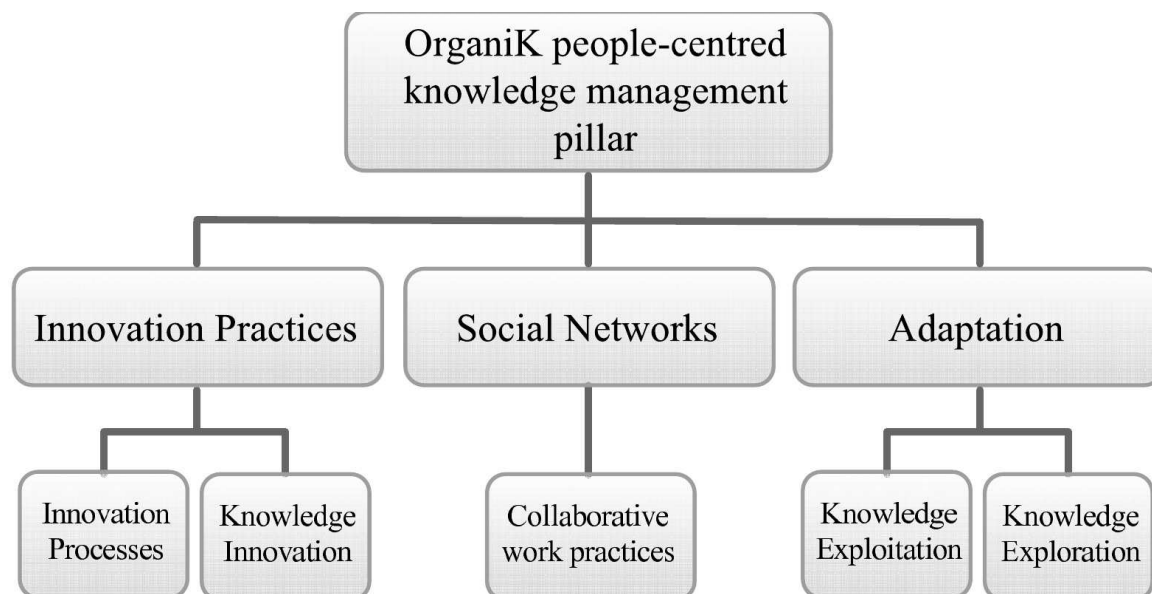 OrganiK people-centred
knowledge management
pillar
Innovation Practices
Social Networks
Adaptation
Innovation
Processes
Knowledge
Innovation
Collaborative
work practices
Knowledge
Exploitation
Knowledge
Exploration